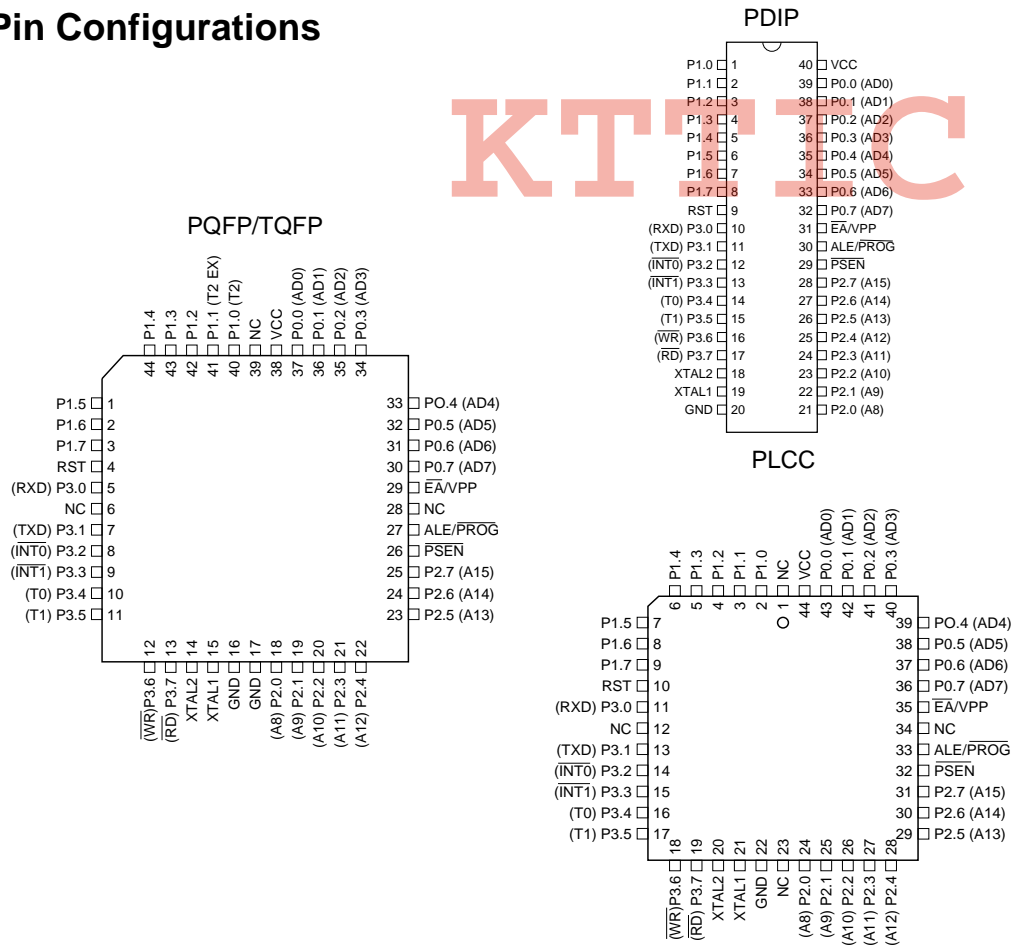 Pin Configurations
PDIP
P1.0 1 40 VCC
P1.1 2 39 P0.0 (AD0)
P1.2 3 38 P0.1 (AD1)
P1.3 4 37 P0.2 (AD2)
P1.4 5 36 P0.3 (AD3)
P1.5 6 35 P0.4 (AD4)
P1.6 7 34 P0.5 (AD5)
P1.7 8 33 P0.6 (AD6)
RST 9 32 P0.7 (AD7)
(RXD) P3.0 10 31 EA/VPP
(TXD) P3.1 11 30 ALE/PROG
(INT0) P3.2 12 29 PSEN
(INT1) P3.3 13 28 P2.7 (A15)
(T0) P3.4 14 27 P2.6 (A14)
(T1) P3.5 15 26 P2.5 (A13)
(WR) P3.6 16 25 P2.4 (A12)
(RD) P3.7 17 24 P2.3 (A11)
XTAL2 18 23 P2.2 (A10)
XTAL1 19 22 P2.1 (A9)
GND 20 21 P2.0 (A8)
KTTIC
PQFP/TQFP
P1.4 P1.3 P1.2 P1.1 (T2 EX) P1.0 (T2) NC VCC P0.0 (AD0) P0.1 (AD1) P0.2 (AD2) P0.3 (AD3)
44 43 42 41 40 39 38 37 36 35 34
P1.5 1 33 PO.4 (AD4)
P1.6 2 32 P0.5 (AD5)
P1.7 3 31 P0.6 (AD6)
RST 4 30 P0.7 (AD7)
(RXD) P3.0 5 29 EA/VPP
NC 6 28 NC
(TXD) P3.1 7 27 ALE/PROG
(INT0) P3.2 8 26 PSEN
(INT1) P3.3 9 25 P2.7 (A15)
(T0) P3.4 10 24 P2.6 (A14)
(T1) P3.5 11 23 P2.5 (A13)
12 13 14 15 16 17 18 19 20 21 22
(WR)P3.6 (RD) P3.7 XTAL2 XTAL1 GND GND (A8) P2.0 (A9) P2.1 (A10) P2.2 (A11) P2.3 (A12) P2.4
PLCC
P1.4 P1.3 P1.2 P1.1 P1.0 NC VCC P0.0 (AD0) P0.1 (AD1) P0.2 (AD2) P0.3 (AD3)
6 5 4 3 2 1 44 43 42 41 40
P1.5 7 39 PO.4 (AD4)
P1.6 8 38 P0.5 (AD5)
P1.7 9 37 P0.6 (AD6)
RST 10 36 P0.7 (AD7)
(RXD) P3.0 11 35 EA/VPP
NC 12 34 NC
(TXD) P3.1 13 33 ALE/PROG
(INT0) P3.2 14 32 PSEN
(INT1) P3.3 15 31 P2.7 (A15)
(T0) P3.4 16 30 P2.6 (A14)
(T1) P3.5 17 29 P2.5 (A13)
18 19 20 21 22 23 24 25 26 27 28
(WR)P3.6 (RD) P3.7 XTAL2 XTAL1 GND NC (A8) P2.0 (A9) P2.1 (A10) P2.2 (A11) P2.3 (A12) P2.4